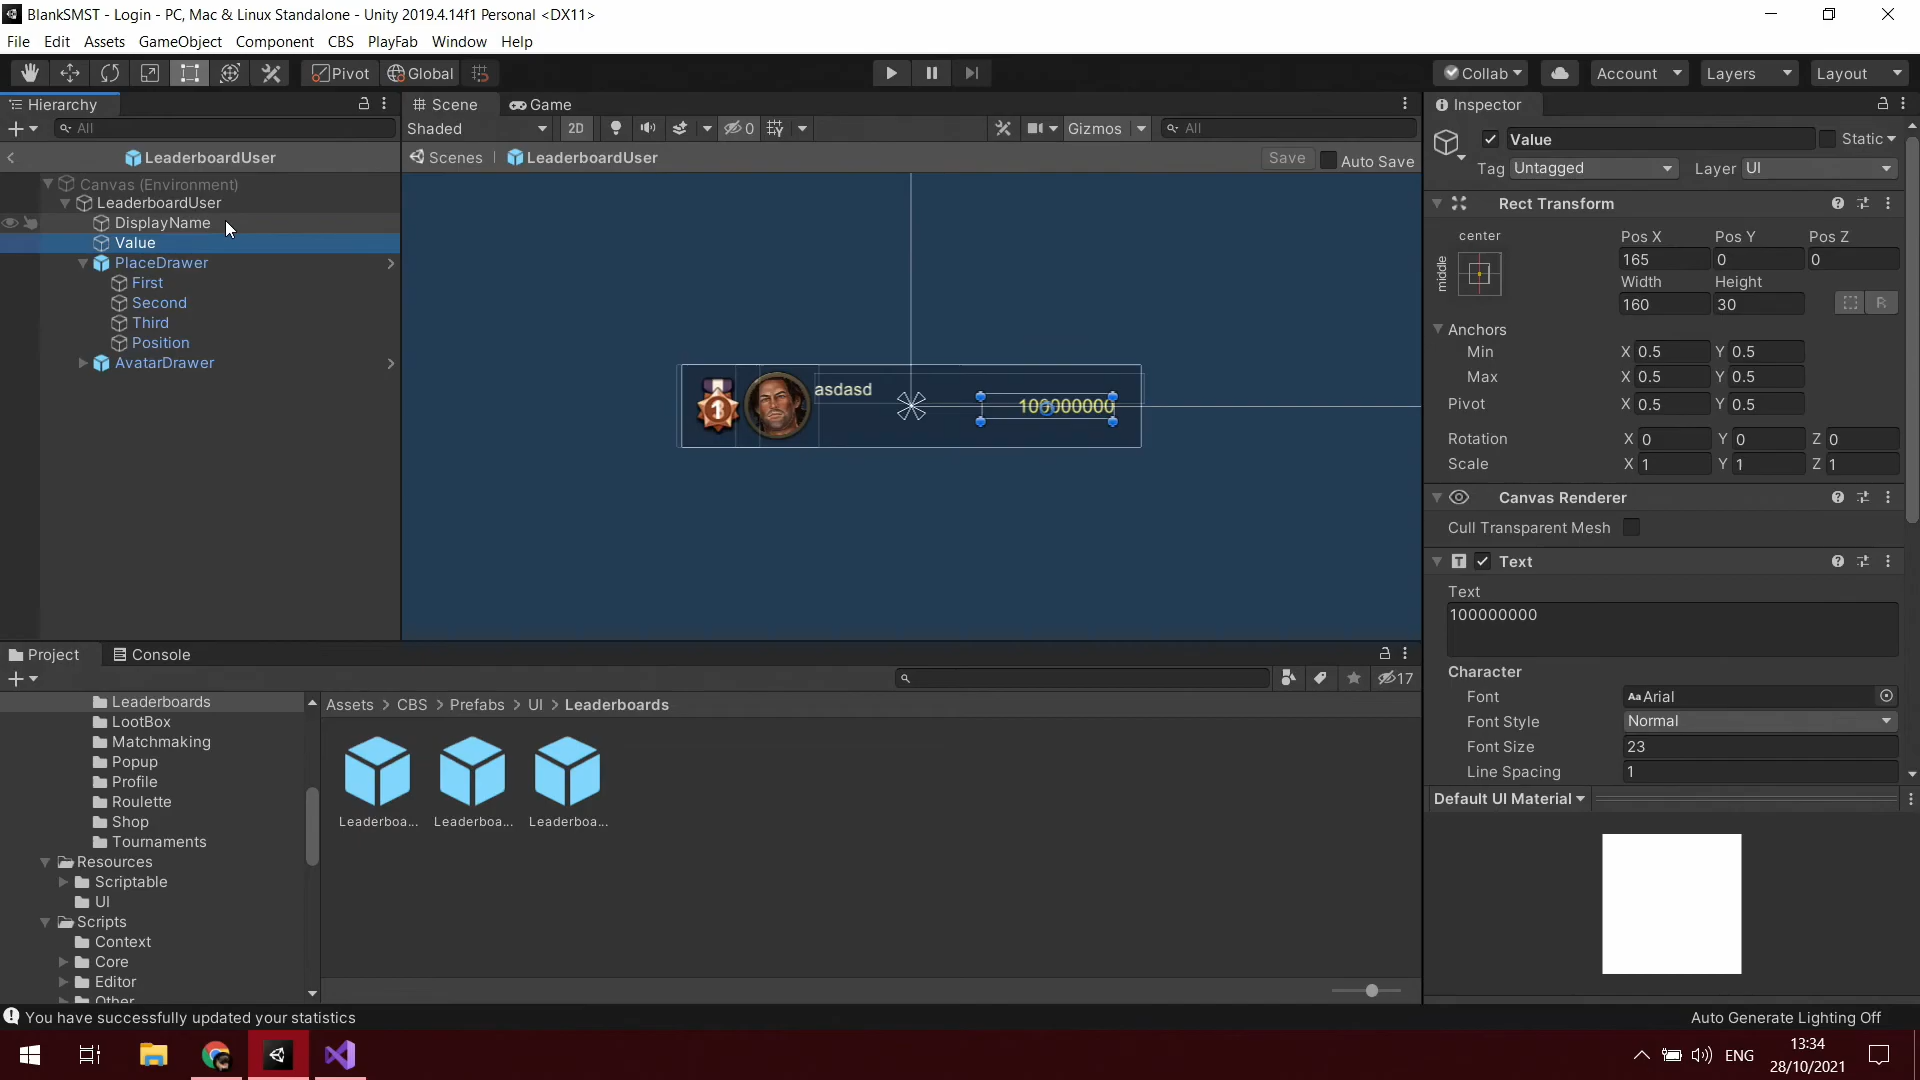 BlankSMST - Login - PC, Mac & Linux Standalone - Unity 2019.4.14f1 Personal <DX11>
File Edit Assets GameObject Component CBS PlayFab Window Help
Pivot Global Collab Account Layers Layout
Hierarchy
All
LeaderboardUser
Canvas (Environment)
LeaderboardUser
DisplayName
Value
PlaceDrawer
First
Second
Third
Position
AvatarDrawer
Scene Game
Shaded 2D 0 Gizmos All
Scenes LeaderboardUser Save Auto Save
asdasd
100000000
Inspector
Value Static
Tag Untagged Layer UI
Rect Transform
center
middle
Pos X Pos Y Pos Z
165 0 0
Width Height
160 30 R
Anchors
Min X 0.5 Y 0.5
Max X 0.5 Y 0.5
Pivot X 0.5 Y 0.5
Rotation X 0 Y 0 Z 0
Scale X 1 Y 1 Z 1
Canvas Renderer
Cull Transparent Mesh
Text
Text
100000000
Character
Font Aa Arial
Font Style Normal
Font Size 23
Line Spacing 1
Default UI Material
Project Console
17
Leaderboards
LootBox
Matchmaking
Popup
Profile
Roulette
Shop
Tournaments
Resources
Scriptable
UI
Scripts
Context
Core
Editor
Other
Assets > CBS > Prefabs > UI > Leaderboards
Leaderboa... Leaderboa... Leaderboa...
You have successfully updated your statistics
Auto Generate Lighting Off
ENG
13:34
28/10/2021